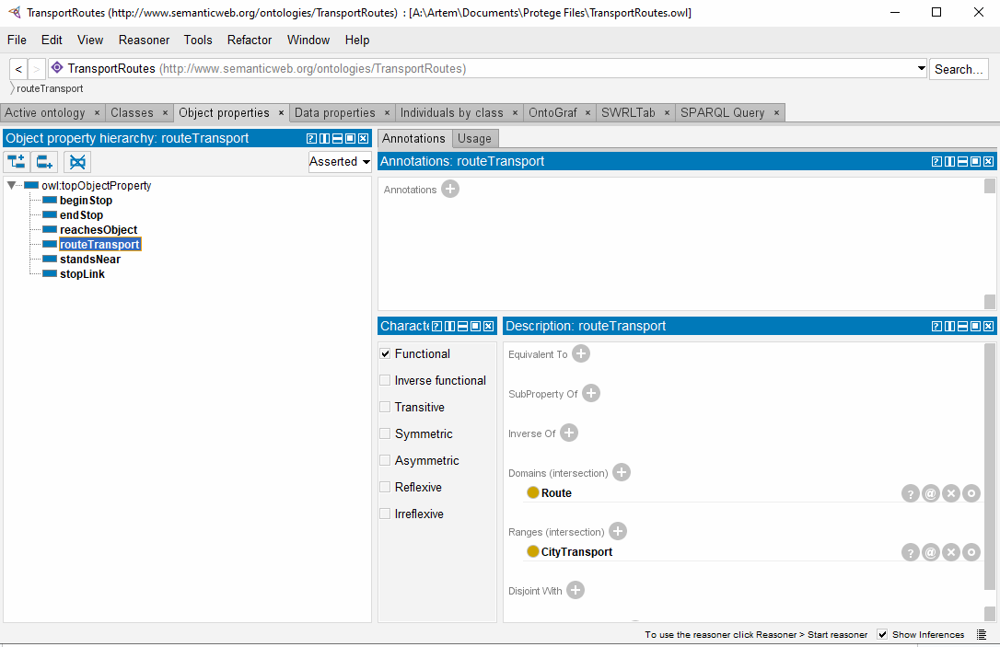 TransportRoutes (http://www.semanticweb.org/ontologies/TransportRoutes) : [A:\Artem\Documents\Protege Files\TransportRoutes.owl]
File Edit View Reasoner Tools Refactor Window Help
< > TransportRoutes (http://www.semanticweb.org/ontologies/TransportRoutes) Search...
routeTransport
Active ontology × Classes × Object properties × Data properties × Individuals by class × OntoGraf × SWRLTab × SPARQL Query ×
Object property hierarchy: routeTransport
Asserted
owl:topObjectProperty
beginStop
endStop
reachesObject
routeTransport
standsNear
stopLink
Annotations Usage
Annotations: routeTransport
Annotations
Characte
Functional
Inverse functional
Transitive
Symmetric
Asymmetric
Reflexive
Irreflexive
Description: routeTransport
Equivalent To
SubProperty Of
Inverse Of
Domains (intersection)
Route
Ranges (intersection)
CityTransport
Disjoint With
To use the reasoner click Reasoner > Start reasoner Show Inferences